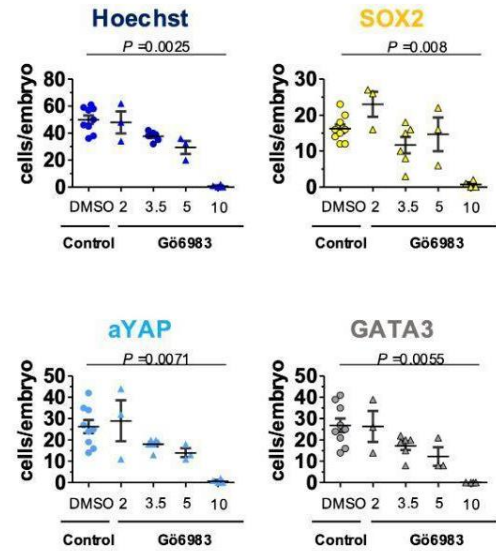 Hoechst
P =0.0025
cells/embryo
80
60
40
20
0
DMSO 2 3.5 5 10
Control Gö6983
SOX2
P =0.008
cells/embryo
30
20
10
0
DMSO 2 3.5 5 10
Control Gö6983
aYAP
P =0.0071
cells/embryo
50
40
30
20
10
0
DMSO 2 3.5 5 10
Control Gö6983
GATA3
P =0.0055
cells/embryo
50
40
30
20
10
0
DMSO 2 3.5 5 10
Control Gö6983